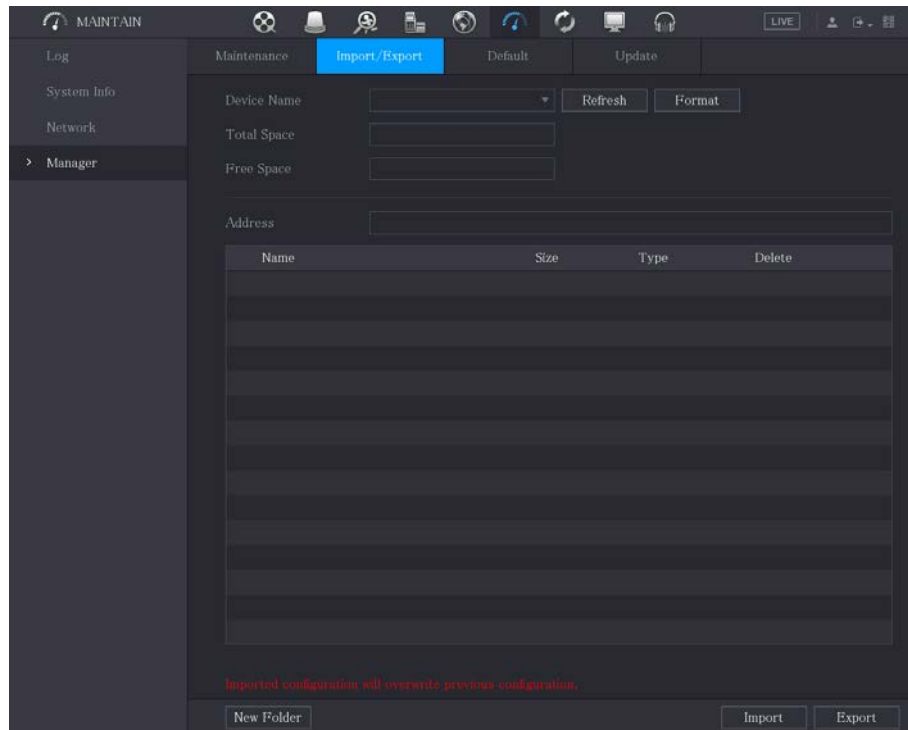 MAINTAIN LIVE
Log Maintenance Import/Export Default Update
System Info
Device Name Refresh Format
Network
Total Space
> Manager
Free Space
Address
Name Size Type Delete
Imported configuration will overwrite previous configuration.
New Folder Import Export